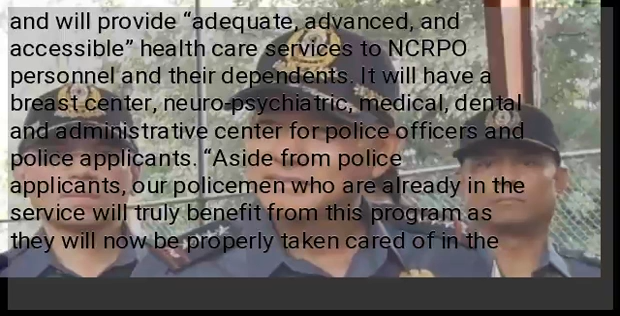 and will provide “adequate, advanced, and
accessible” health care services to NCRPO
personnel and their dependents. It will have a
breast center, neuro-psychiatric, medical, dental
and administrative center for police officers and
police applicants. “Aside from police
applicants, our policemen who are already in the
service will truly benefit from this program as
they will now be properly taken cared of in the